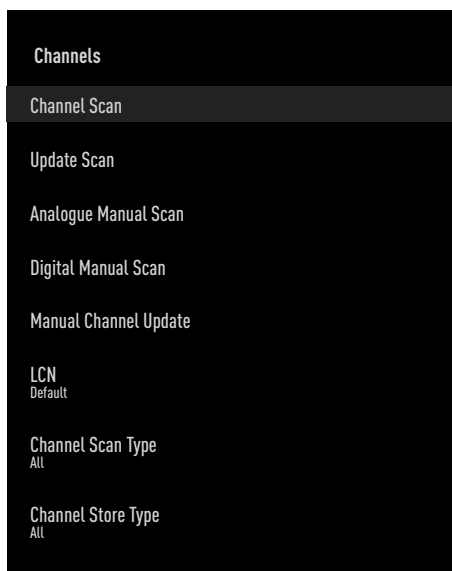 Channels
Channel Scan
Update Scan
Analogue Manual Scan
Digital Manual Scan
Manual Channel Update
LCN
Default
Channel Scan Type
All
Channel Store Type
All